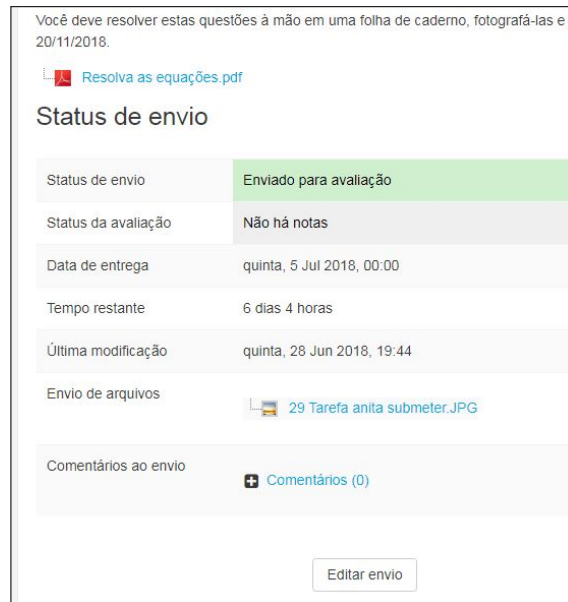 Você deve resolver estas questões à mão em uma folha de caderno, fotografá-las e
20/11/2018.
Resolva as equações.pdf
Status de envio
Status de envio Enviado para avaliação
Status da avaliação Não há notas
Data de entrega quinta, 5 Jul 2018, 00:00
Tempo restante 6 dias 4 horas
Última modificação quinta, 28 Jun 2018, 19:44
Envio de arquivos 29 Tarefa anita submeter.JPG
Comentários ao envio Comentários (0)
Editar envio